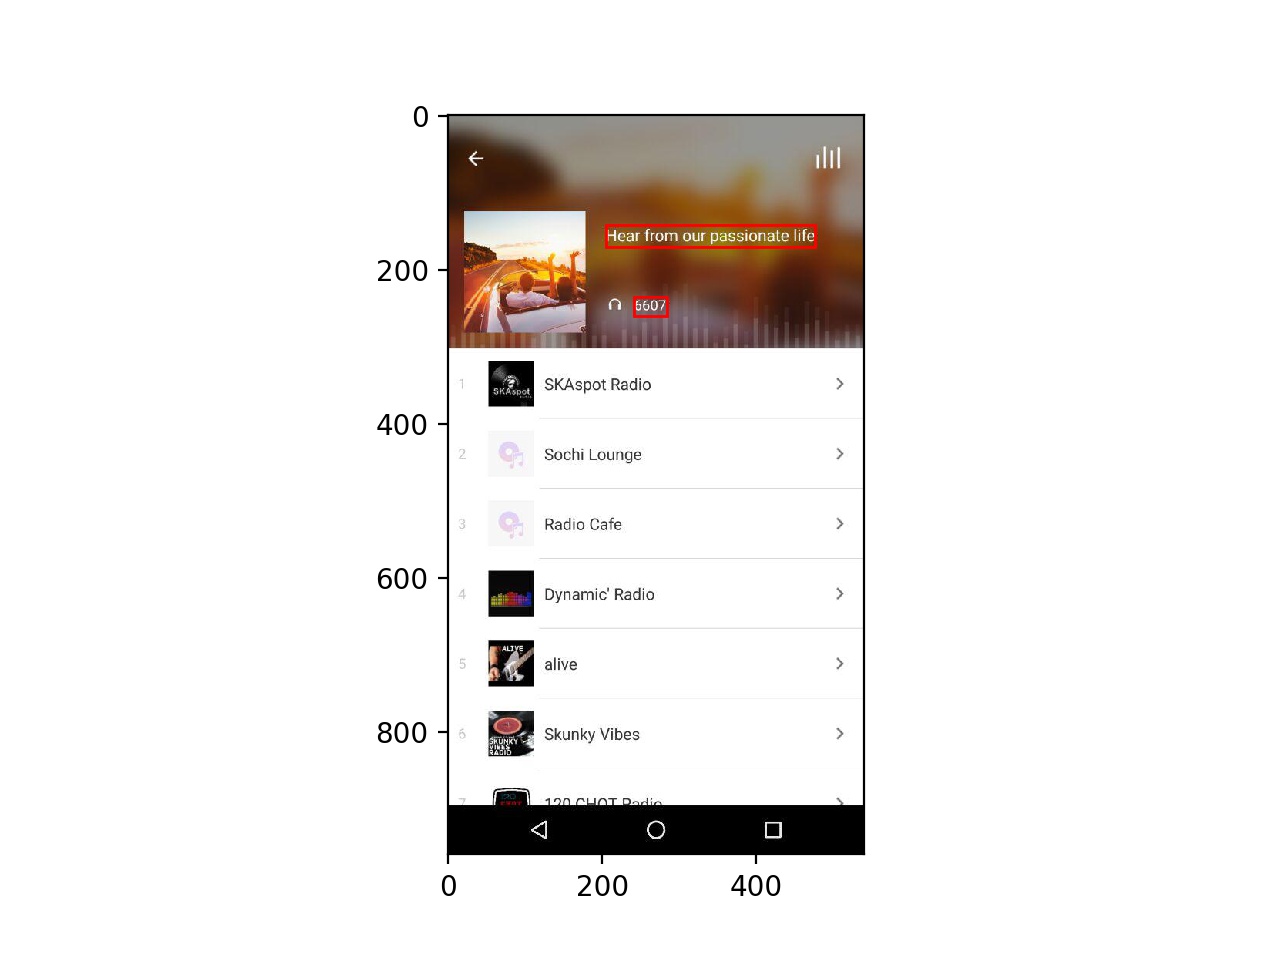 0
200
400
600
800
Hear from our passionate life
6607
1
SKAspot
SKAspot Radio
2
Sochi Lounge
3
Radio Cafe
4
Dynamic' Radio
5
ALIVE
alive
6
SKUNKY
VIBES
RADIO
Skunky Vibes
7
120 CHOT Radio
0
200
400